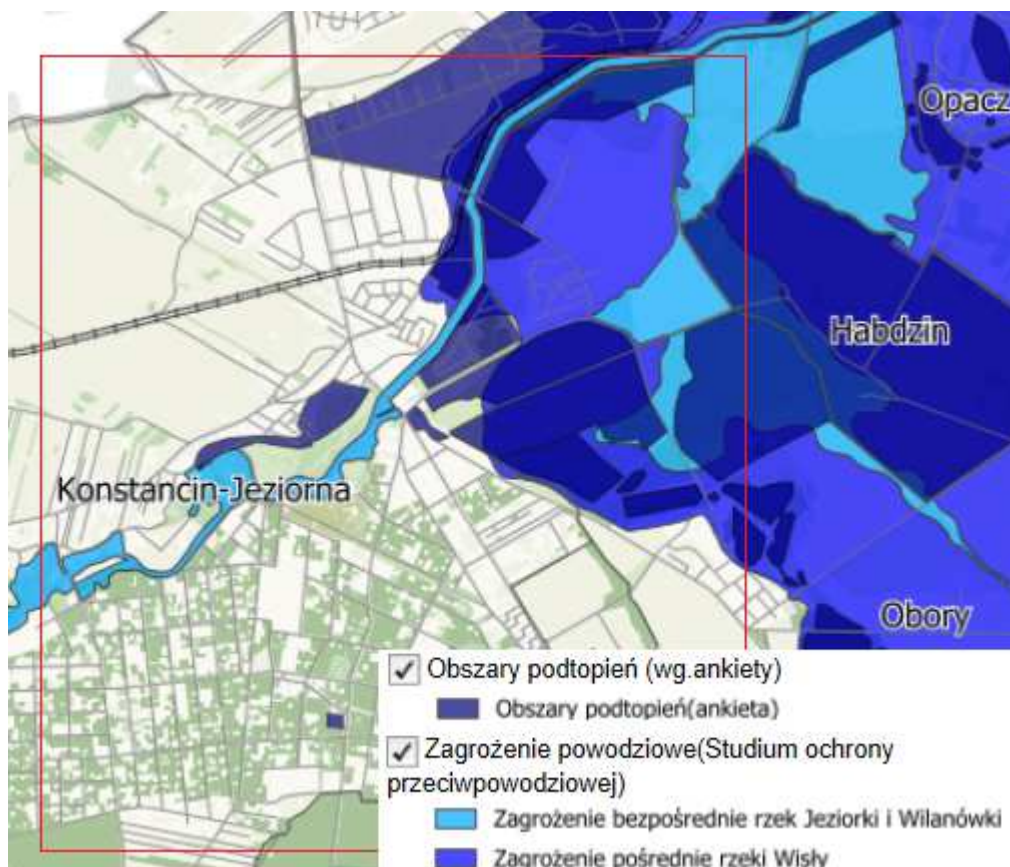 Opacz
Habdzin
Konstancin-Jeziorna
Obory
Obszary podtopień (wg.ankiety)
Obszary podtopień(ankieta)
Zagrożenie powodziowe(Studium ochrony
przeciwpowodziowej)
Zagrożenie bezpośrednie rzek Jeziorki i Wilanówki
Zagrożenie pośrednie rzeki Wisły